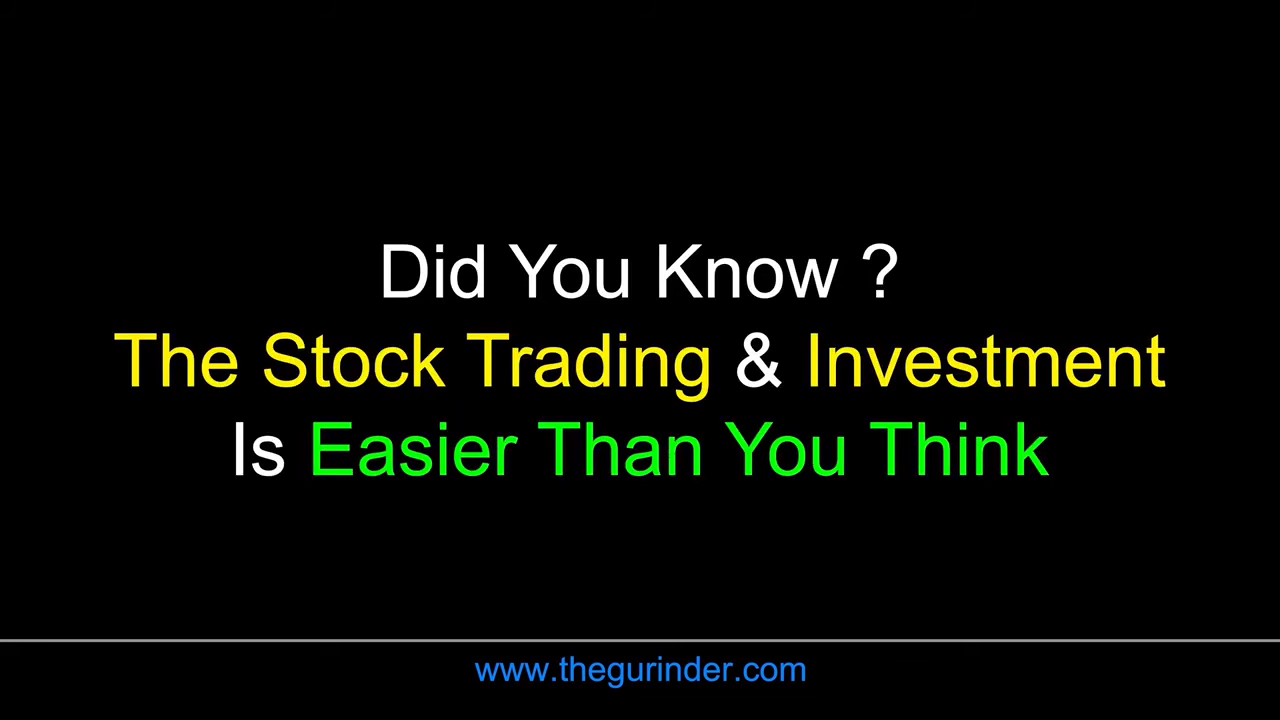 Did You Know ?
The Stock Trading & Investment
Is Easier Than You Think
www.thegurinder.com